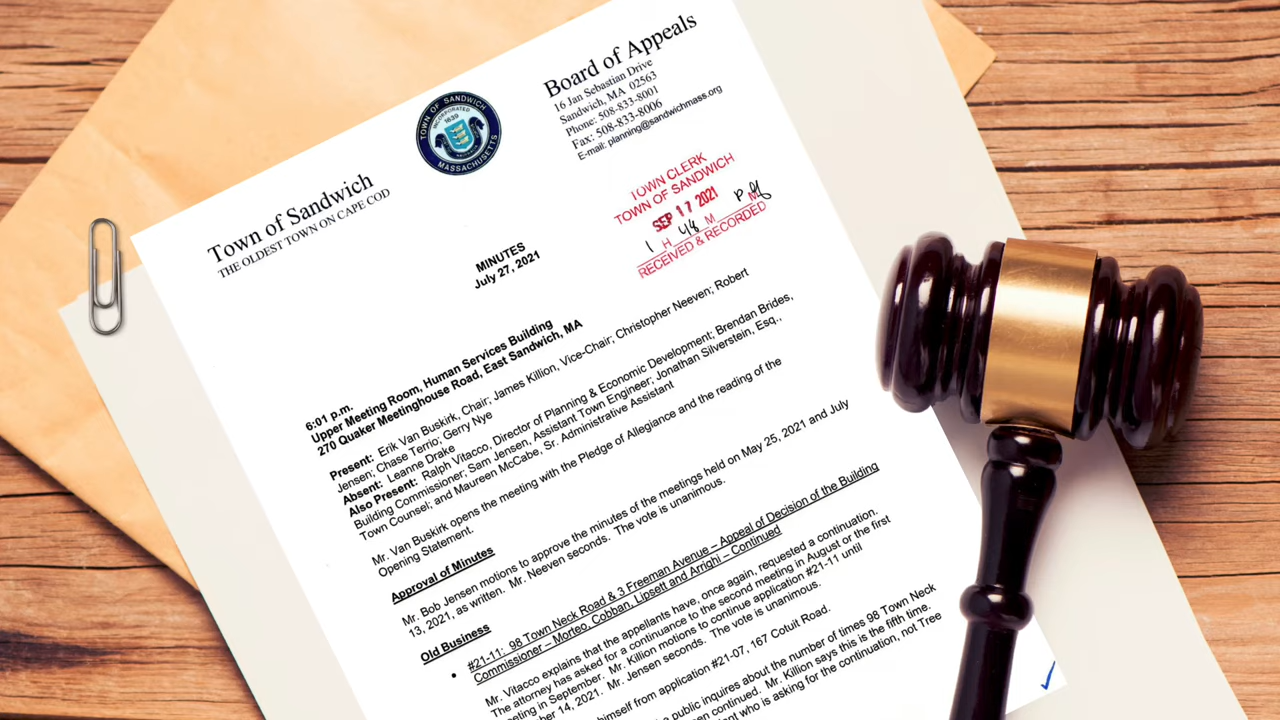 Board of Appeals
16 Jan Sebastian Drive
Sandwich, MA 02563
Phone: 508-833-8001
Fax: 508-833-8006
E-mail: planning@sandwichmass.org
TOWN OF SANDWICH
INCORPORATED
1639
MASSACHUSETTS
Town of Sandwich
THE OLDEST TOWN ON CAPE COD
TOWN CLERK
TOWN OF SANDWICH
SEP 17 2021
1 H 48 M P M
RECEIVED & RECORDED
MINUTES
July 27, 2021
6:01 p.m.
Upper Meeting Room, Human Services Building
270 Quaker Meetinghouse Road, East Sandwich, MA
Present: Erik Van Buskirk, Chair; James Killion, Vice-Chair; Christopher Neeven; Robert
Jensen; Chase Terrio; Gerry Nye
Absent: Leanne Drake
Also Present: Ralph Vitacco, Director of Planning & Economic Development; Brendan Brides,
Building Commissioner; Sam Jensen, Assistant Town Engineer; Jonathan Silverstein, Esq.,
Town Counsel; and Maureen McCabe, Sr. Administrative Assistant
Mr. Van Buskirk opens the meeting with the Pledge of Allegiance and the reading of the
Opening Statement.
Approval of Minutes
Mr. Bob Jensen motions to approve the minutes of the meetings held on May 25, 2021 and July
13, 2021, as written. Mr. Neeven seconds. The vote is unanimous.
Old Business
• #21-11: 98 Town Neck Road & 3 Freeman Avenue – Appeal of Decision of the Building
Commissioner – Morteo, Cobban, Lipsett and Arrighi – Continued
Mr. Vitacco explains that the appellants have, once again, requested a continuation.
The attorney has asked for a continuance to the second meeting in August or the first
meeting in September. Mr. Killion motions to continue application #21-11 until
14, 2021. Mr. Jensen seconds. The vote is unanimous.
himself from application #21-07, 167 Cotuit Road.
public inquires about the number of times 98 Town Neck
continued. Mr. Killion says this is the fifth time.
who is asking for the continuation, not Tree